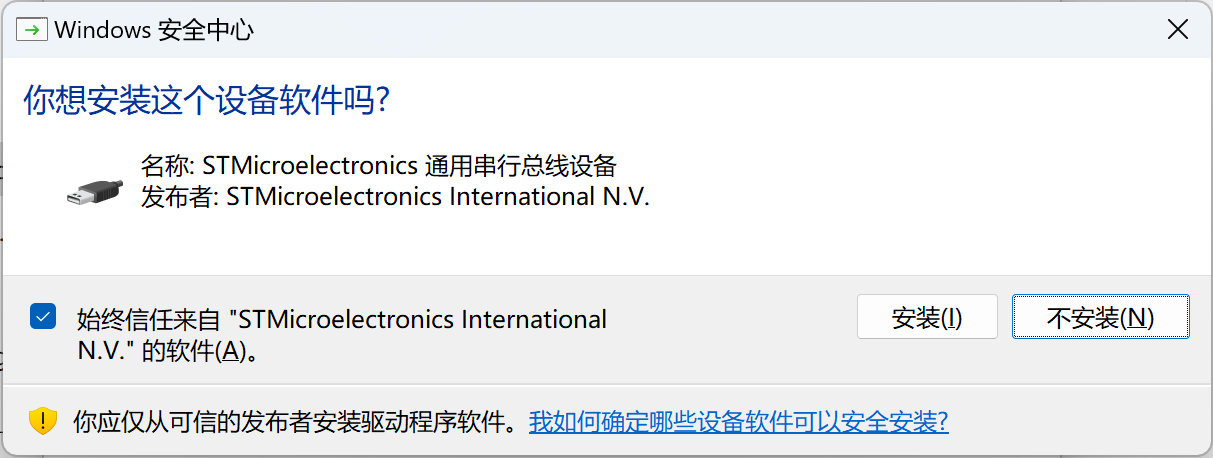 Windows 安全中心
你想安装这个设备软件吗?
名称: STMicroelectronics 通用串行总线设备
发布者: STMicroelectronics International N.V.
始终信任来自 "STMicroelectronics International
N.V." 的软件(A)。
安装(I)
不安装(N)
你应仅从可信的发布者安装驱动程序软件。我如何确定哪些设备软件可以安全安装?